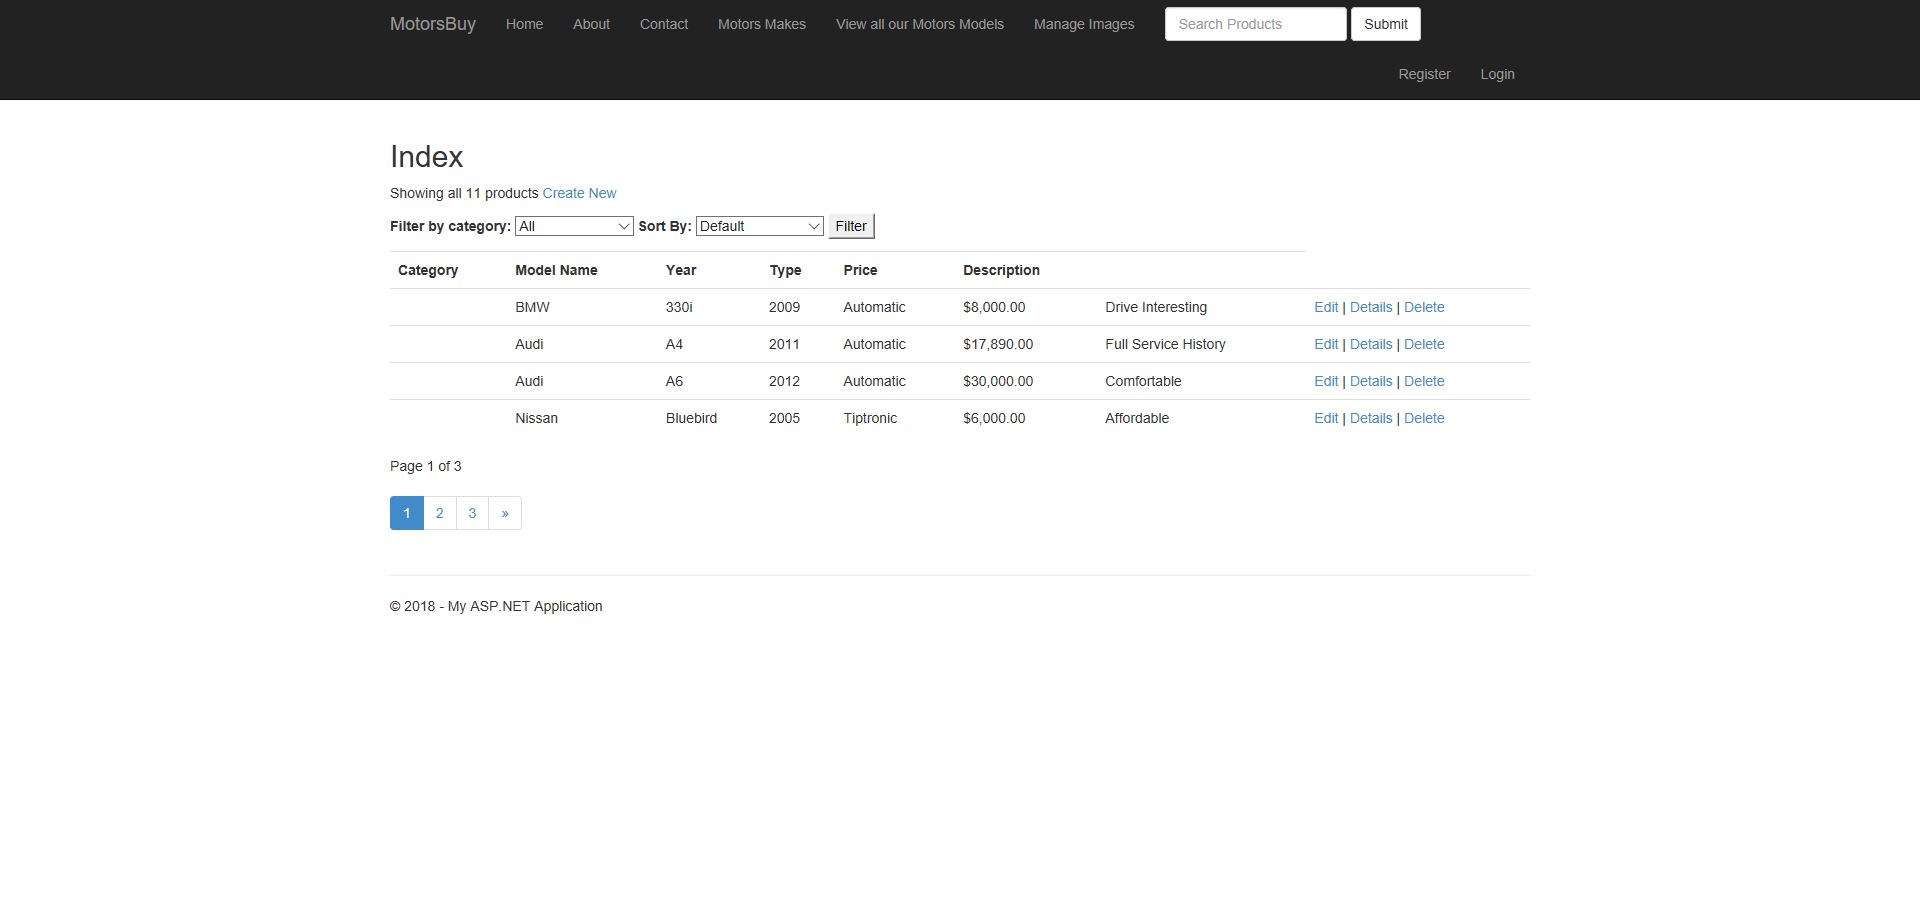 MotorsBuy Home About Contact Motors Makes View all our Motors Models Manage Images Search Products Submit
Register Login
Index
Showing all 11 products Create New
Filter by category: All Sort By: Default Filter
Category Model Name Year Type Price Description
BMW 330i 2009 Automatic $8,000.00 Drive Interesting Edit | Details | Delete
Audi A4 2011 Automatic $17,890.00 Full Service History Edit | Details | Delete
Audi A6 2012 Automatic $30,000.00 Comfortable Edit | Details | Delete
Nissan Bluebird 2005 Tiptronic $6,000.00 Affordable Edit | Details | Delete
Page 1 of 3
1 2 3 »
© 2018 - My ASP.NET Application